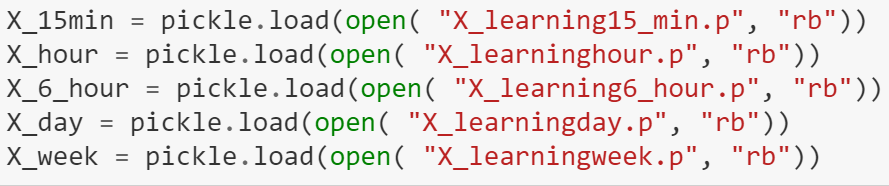 X_15min = pickle.load(open( "X_learning15_min.p", "rb"))
X_hour = pickle.load(open( "X_learninghour.p", "rb"))
X_6_hour = pickle.load(open( "X_learning6_hour.p", "rb"))
X_day = pickle.load(open( "X_learningday.p", "rb"))
X_week = pickle.load(open( "X_learningweek.p", "rb"))